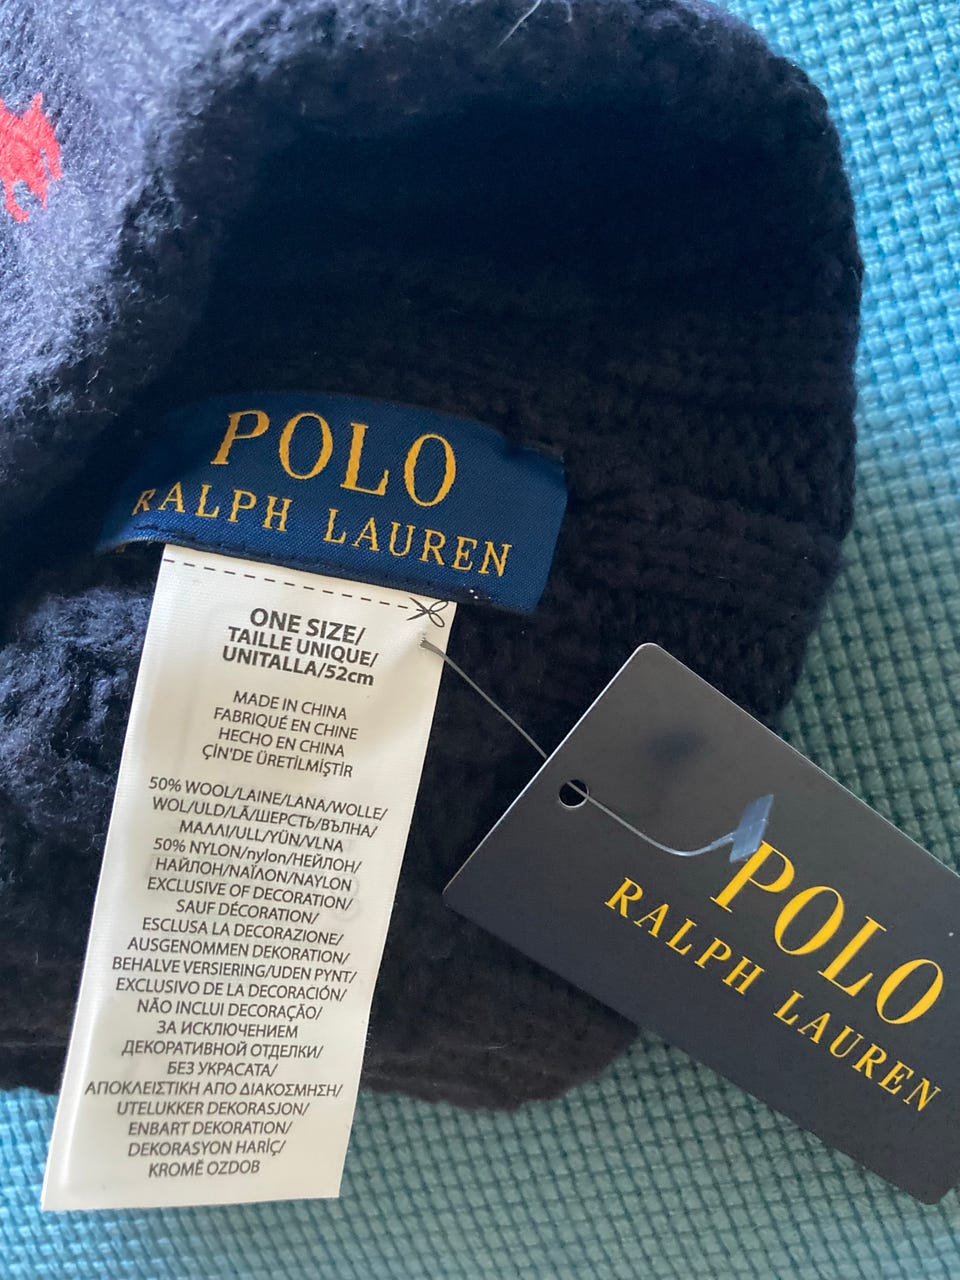 POLO
RALPH LAUREN
ONE SIZE/
TAILLE UNIQUE/
UNITALLA/52cm
MADE IN CHINA
FABRIQUÉ EN CHINE
HECHO EN CHINA
ÇİN'DE ÜRETİLMİŞTİR
50% WOOL/LAINE/LANA/WOLLE/
WOL/ULD/LÃ/ШЕРСТЬ/ВЪЛНА/
ΜΑΛΛΙ/ULL/YÜN/VLNA
50% NYLON/nylon/НЕЙЛОН/
НАЙЛОН/ΝΑΪΛΟΝ/NAYLON
EXCLUSIVE OF DECORATION/
SAUF DÉCORATION/
ESCLUSA LA DECORAZIONE/
AUSGENOMMEN DEKORATION/
BEHALVE VERSIERING/UDEN PYNT/
EXCLUSIVO DE LA DECORACIÓN/
NÃO INCLUI DECORAÇÃO/
ЗА ИСКЛЮЧЕНИЕМ
ДЕКОРАТИВНОЙ ОТДЕЛКИ/
БЕЗ УКРАСАТА/
ΑΠΟΚΛΕΙΣΤΙΚΗ ΑΠΟ ΔΙΑΚΟΣΜΗΣΗ/
UTELUKKER DEKORASJON/
ENBART DEKORATION/
DEKORASYON HARİÇ/
KROMĚ OZDOB
POLO
RALPH LAUREN